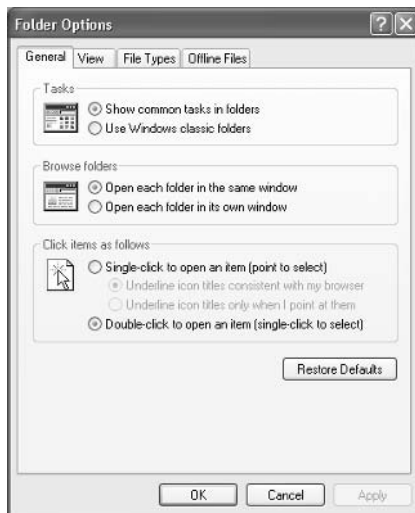 Folder Options
General View File Types Offline Files
Tasks
Show common tasks in folders
Use Windows classic folders
Browse folders
Open each folder in the same window
Open each folder in its own window
Click items as follows
Single-click to open an item (point to select)
Underline icon titles consistent with my browser
Underline icon titles only when I point at them
Double-click to open an item (single-click to select)
Restore Defaults
OK Cancel Apply